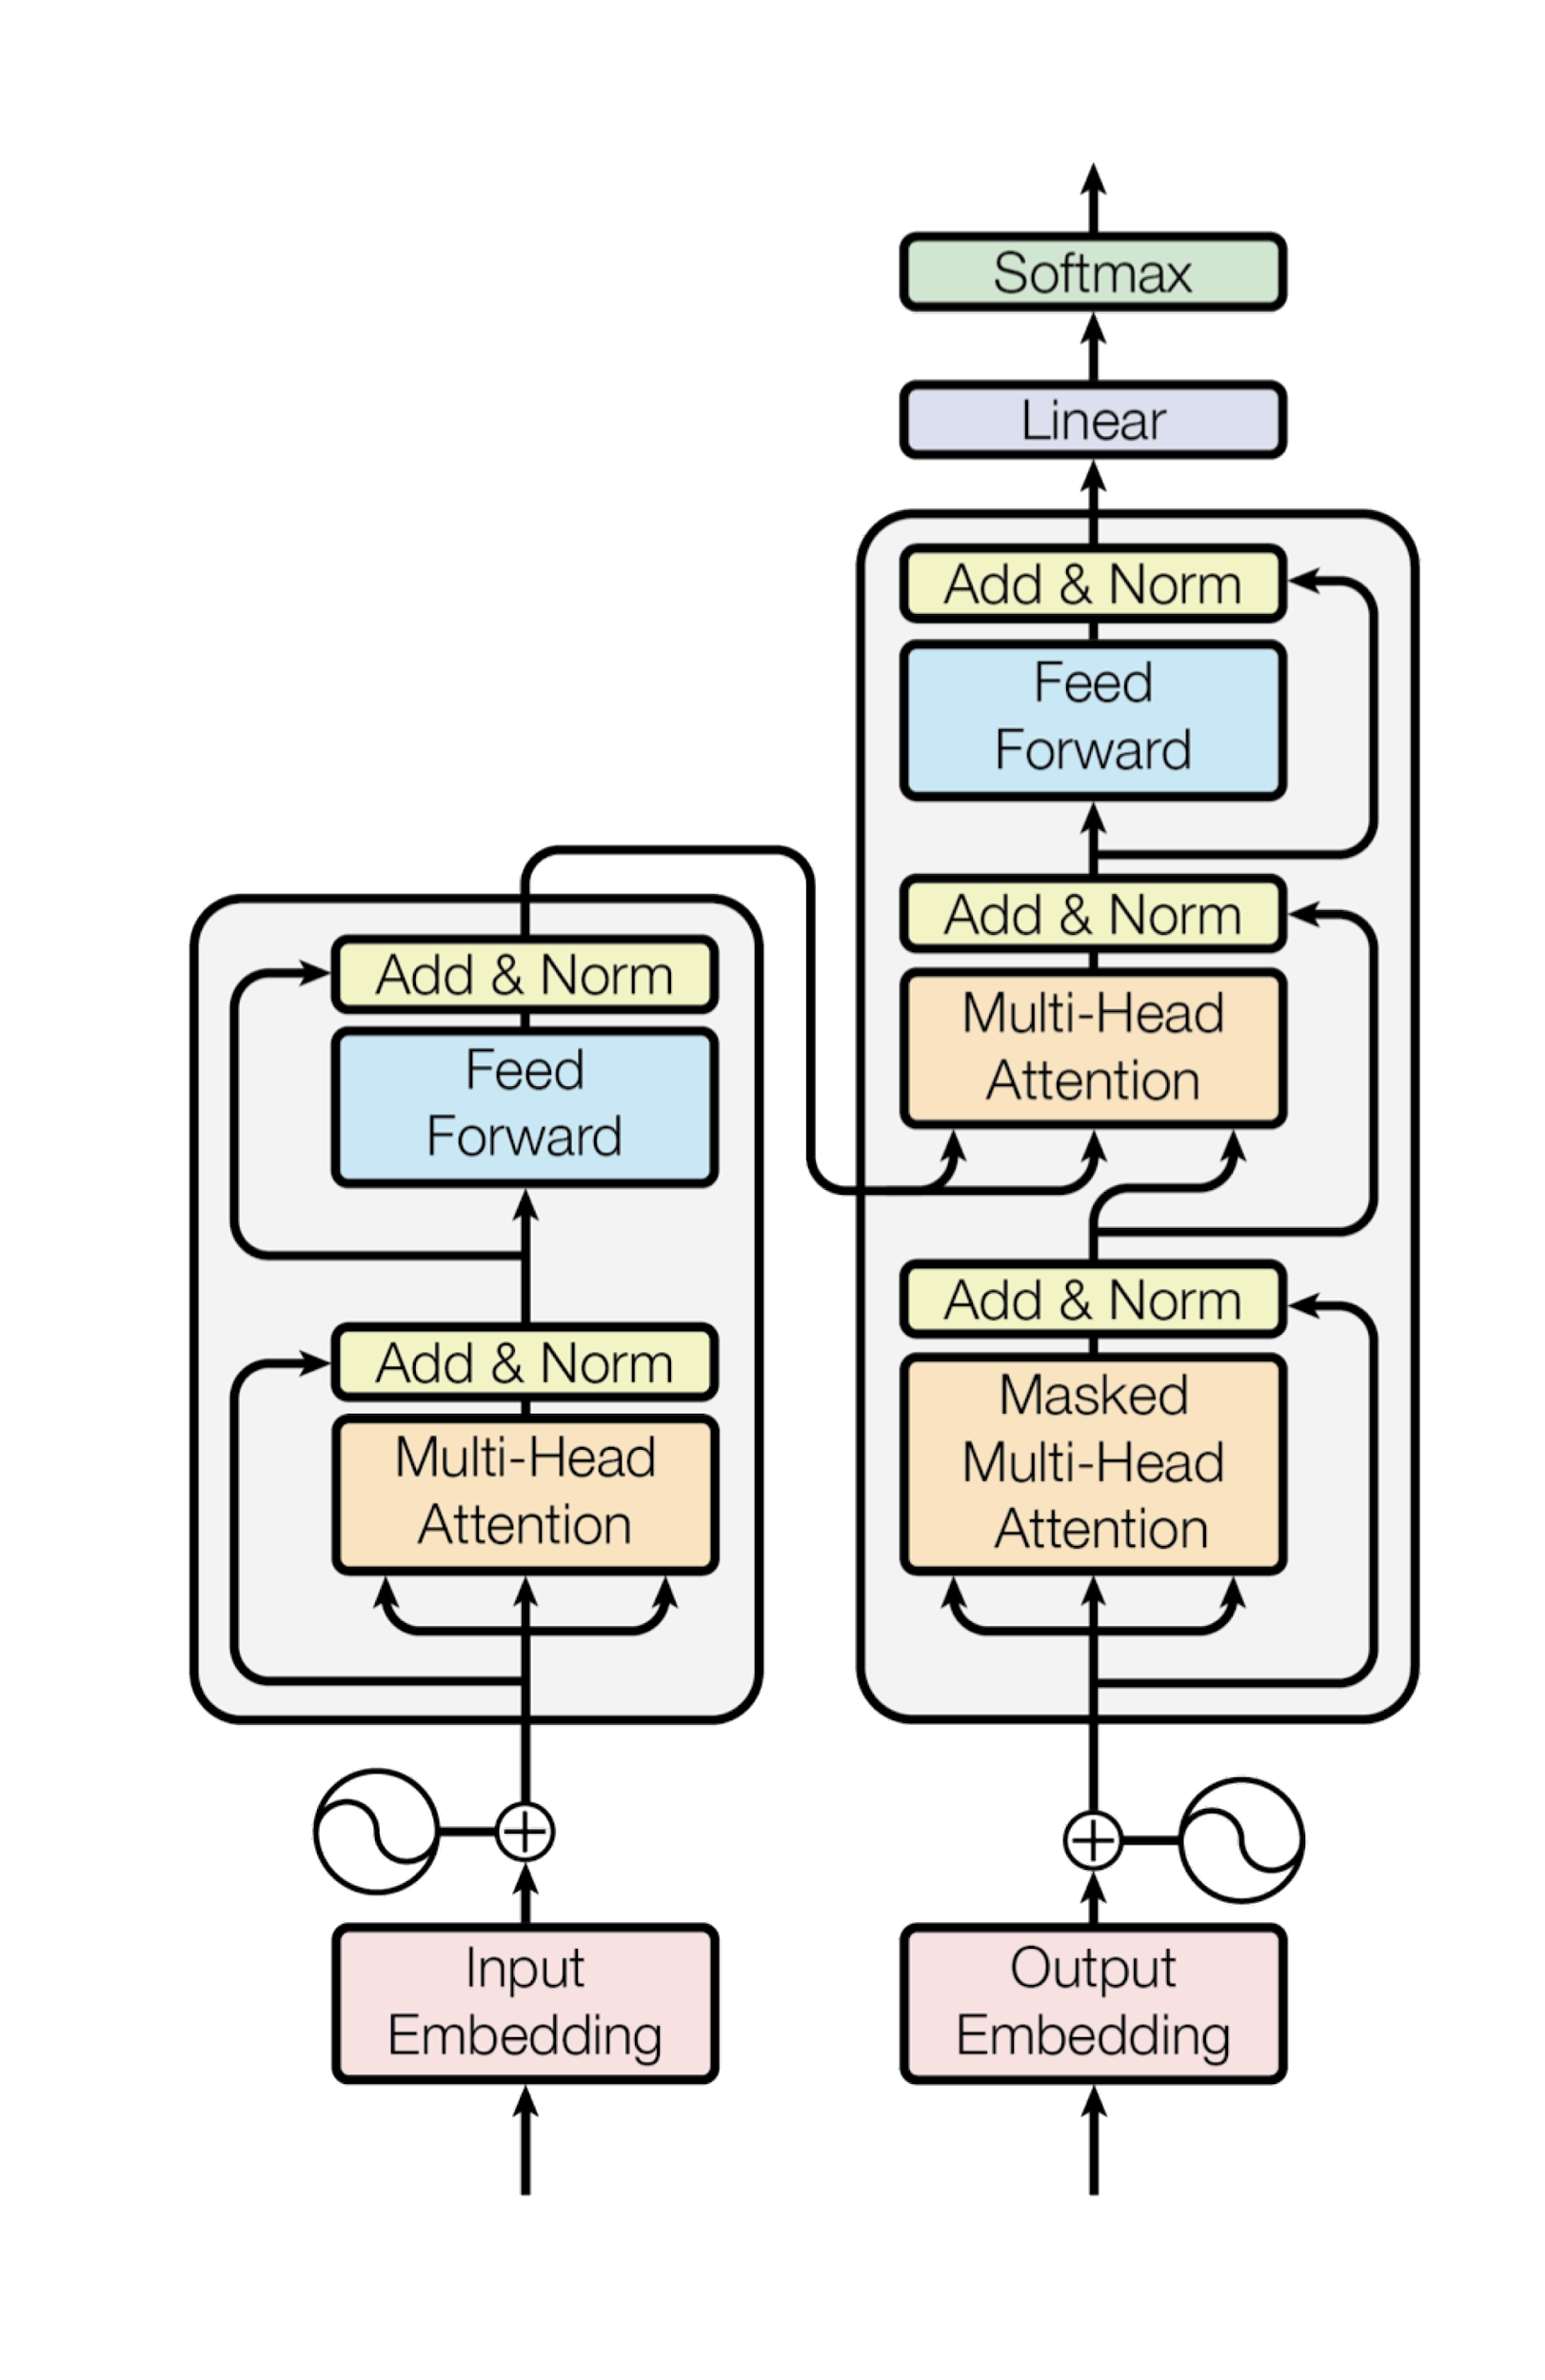 Softmax
Linear
Add & Norm
Feed
Forward
Add & Norm
Multi-Head
Attention
Add & Norm
Masked
Multi-Head
Attention
Output
Embedding
Add & Norm
Feed
Forward
Add & Norm
Multi-Head
Attention
Input
Embedding